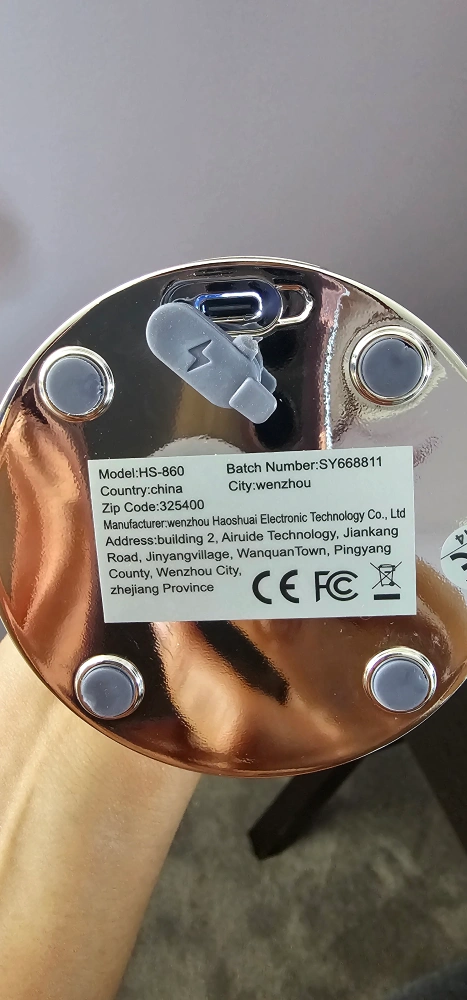 Model:HS-860 Batch Number:SY668811
Country:china City:wenzhou
Zip Code:325400
Manufacturer:wenzhou Haoshuai Electronic Technology Co., Ltd
Address:building 2, Airuide Technology, Jiankang
Road, Jinyangvillage, WanquanTown, Pingyang
County, Wenzhou City,
zhejiang Province CE FC